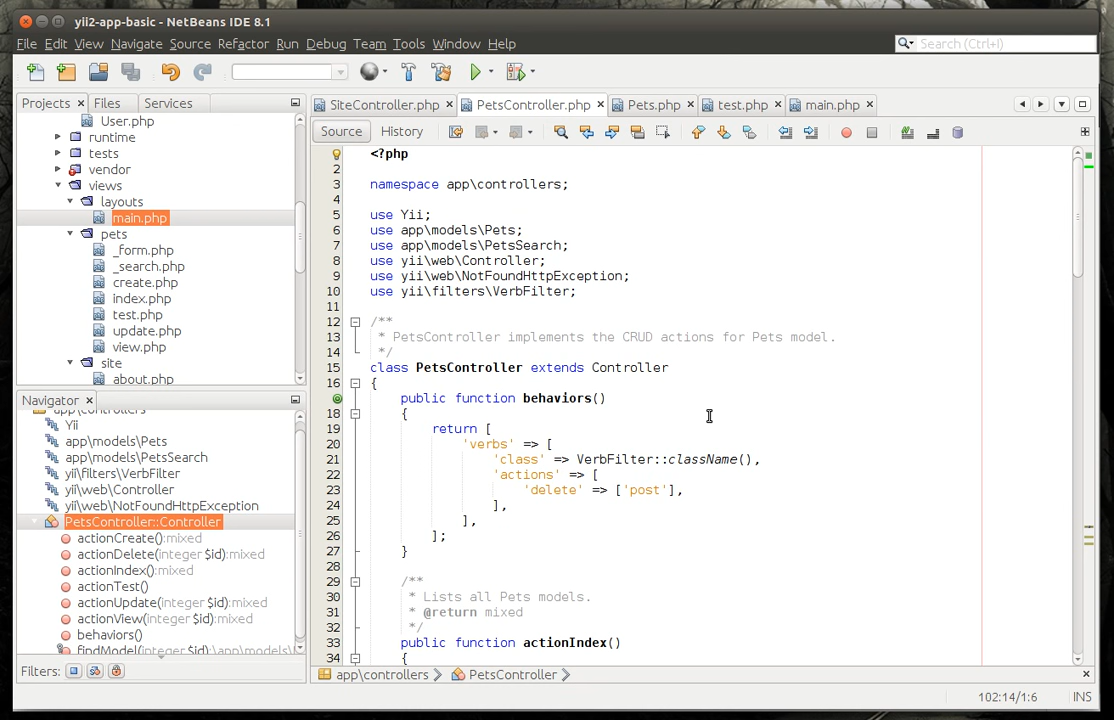 yii2-app-basic - NetBeans IDE 8.1
File Edit View Navigate Source Refactor Run Debug Team Tools Window Help
Search (Ctrl+I)
Projects Files Services
User.php
runtime
tests
vendor
views
layouts
main.php
pets
_form.php
_search.php
create.php
index.php
test.php
update.php
view.php
site
about.php
Navigator
app\controllers
Yii
app\models\Pets
app\models\PetsSearch
yii\filters\VerbFilter
yii\web\Controller
yii\web\NotFoundHttpException
PetsController::Controller
actionCreate():mixed
actionDelete(integer $id):mixed
actionIndex():mixed
actionTest()
actionUpdate(integer $id):mixed
actionView(integer $id):mixed
behaviors()
findModel(integer $id):\app\models\
Filters:
SiteController.php PetsController.php Pets.php test.php main.php
Source History
<?php
2
3 namespace app\controllers;
4
5 use Yii;
6 use app\models\Pets;
7 use app\models\PetsSearch;
8 use yii\web\Controller;
9 use yii\web\NotFoundHttpException;
10 use yii\filters\VerbFilter;
11
12 /**
13 * PetsController implements the CRUD actions for Pets model.
14 */
15 class PetsController extends Controller
16 {
public function behaviors()
18 {
19 return [
20 'verbs' => [
21 'class' => VerbFilter::className(),
22 'actions' => [
23 'delete' => ['post'],
24 ],
25 ],
26 ];
27 }
28
29 /**
30 * Lists all Pets models.
31 * @return mixed
32 */
33 public function actionIndex()
34 {
app\controllers PetsController
102:14/1:6 INS